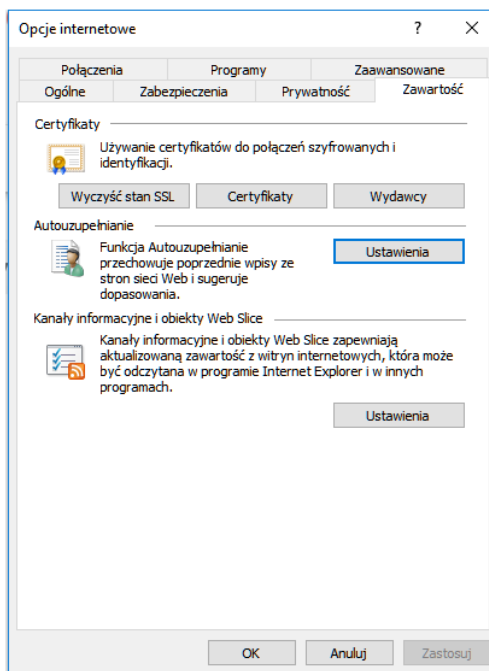 Opcje internetowe
Połączenia Programy Zaawansowane
Ogólne Zabezpieczenia Prywatność Zawartość
Certyfikaty
Używanie certyfikatów do połączeń szyfrowanych i
identyfikacji.
Wyczyść stan SSL Certyfikaty Wydawcy
Autouzupełnianie
Funkcja Autouzupełnianie
przechowuje poprzednie wpisy ze
stron sieci Web i sugeruje
dopasowania.
Ustawienia
Kanały informacyjne i obiekty Web Slice
Kanały informacyjne i obiekty Web Slice zapewniają
aktualizowaną zawartość z witryn internetowych, która może
być odczytana w programie Internet Explorer i w innych
programach.
Ustawienia
OK Anuluj Zastosuj